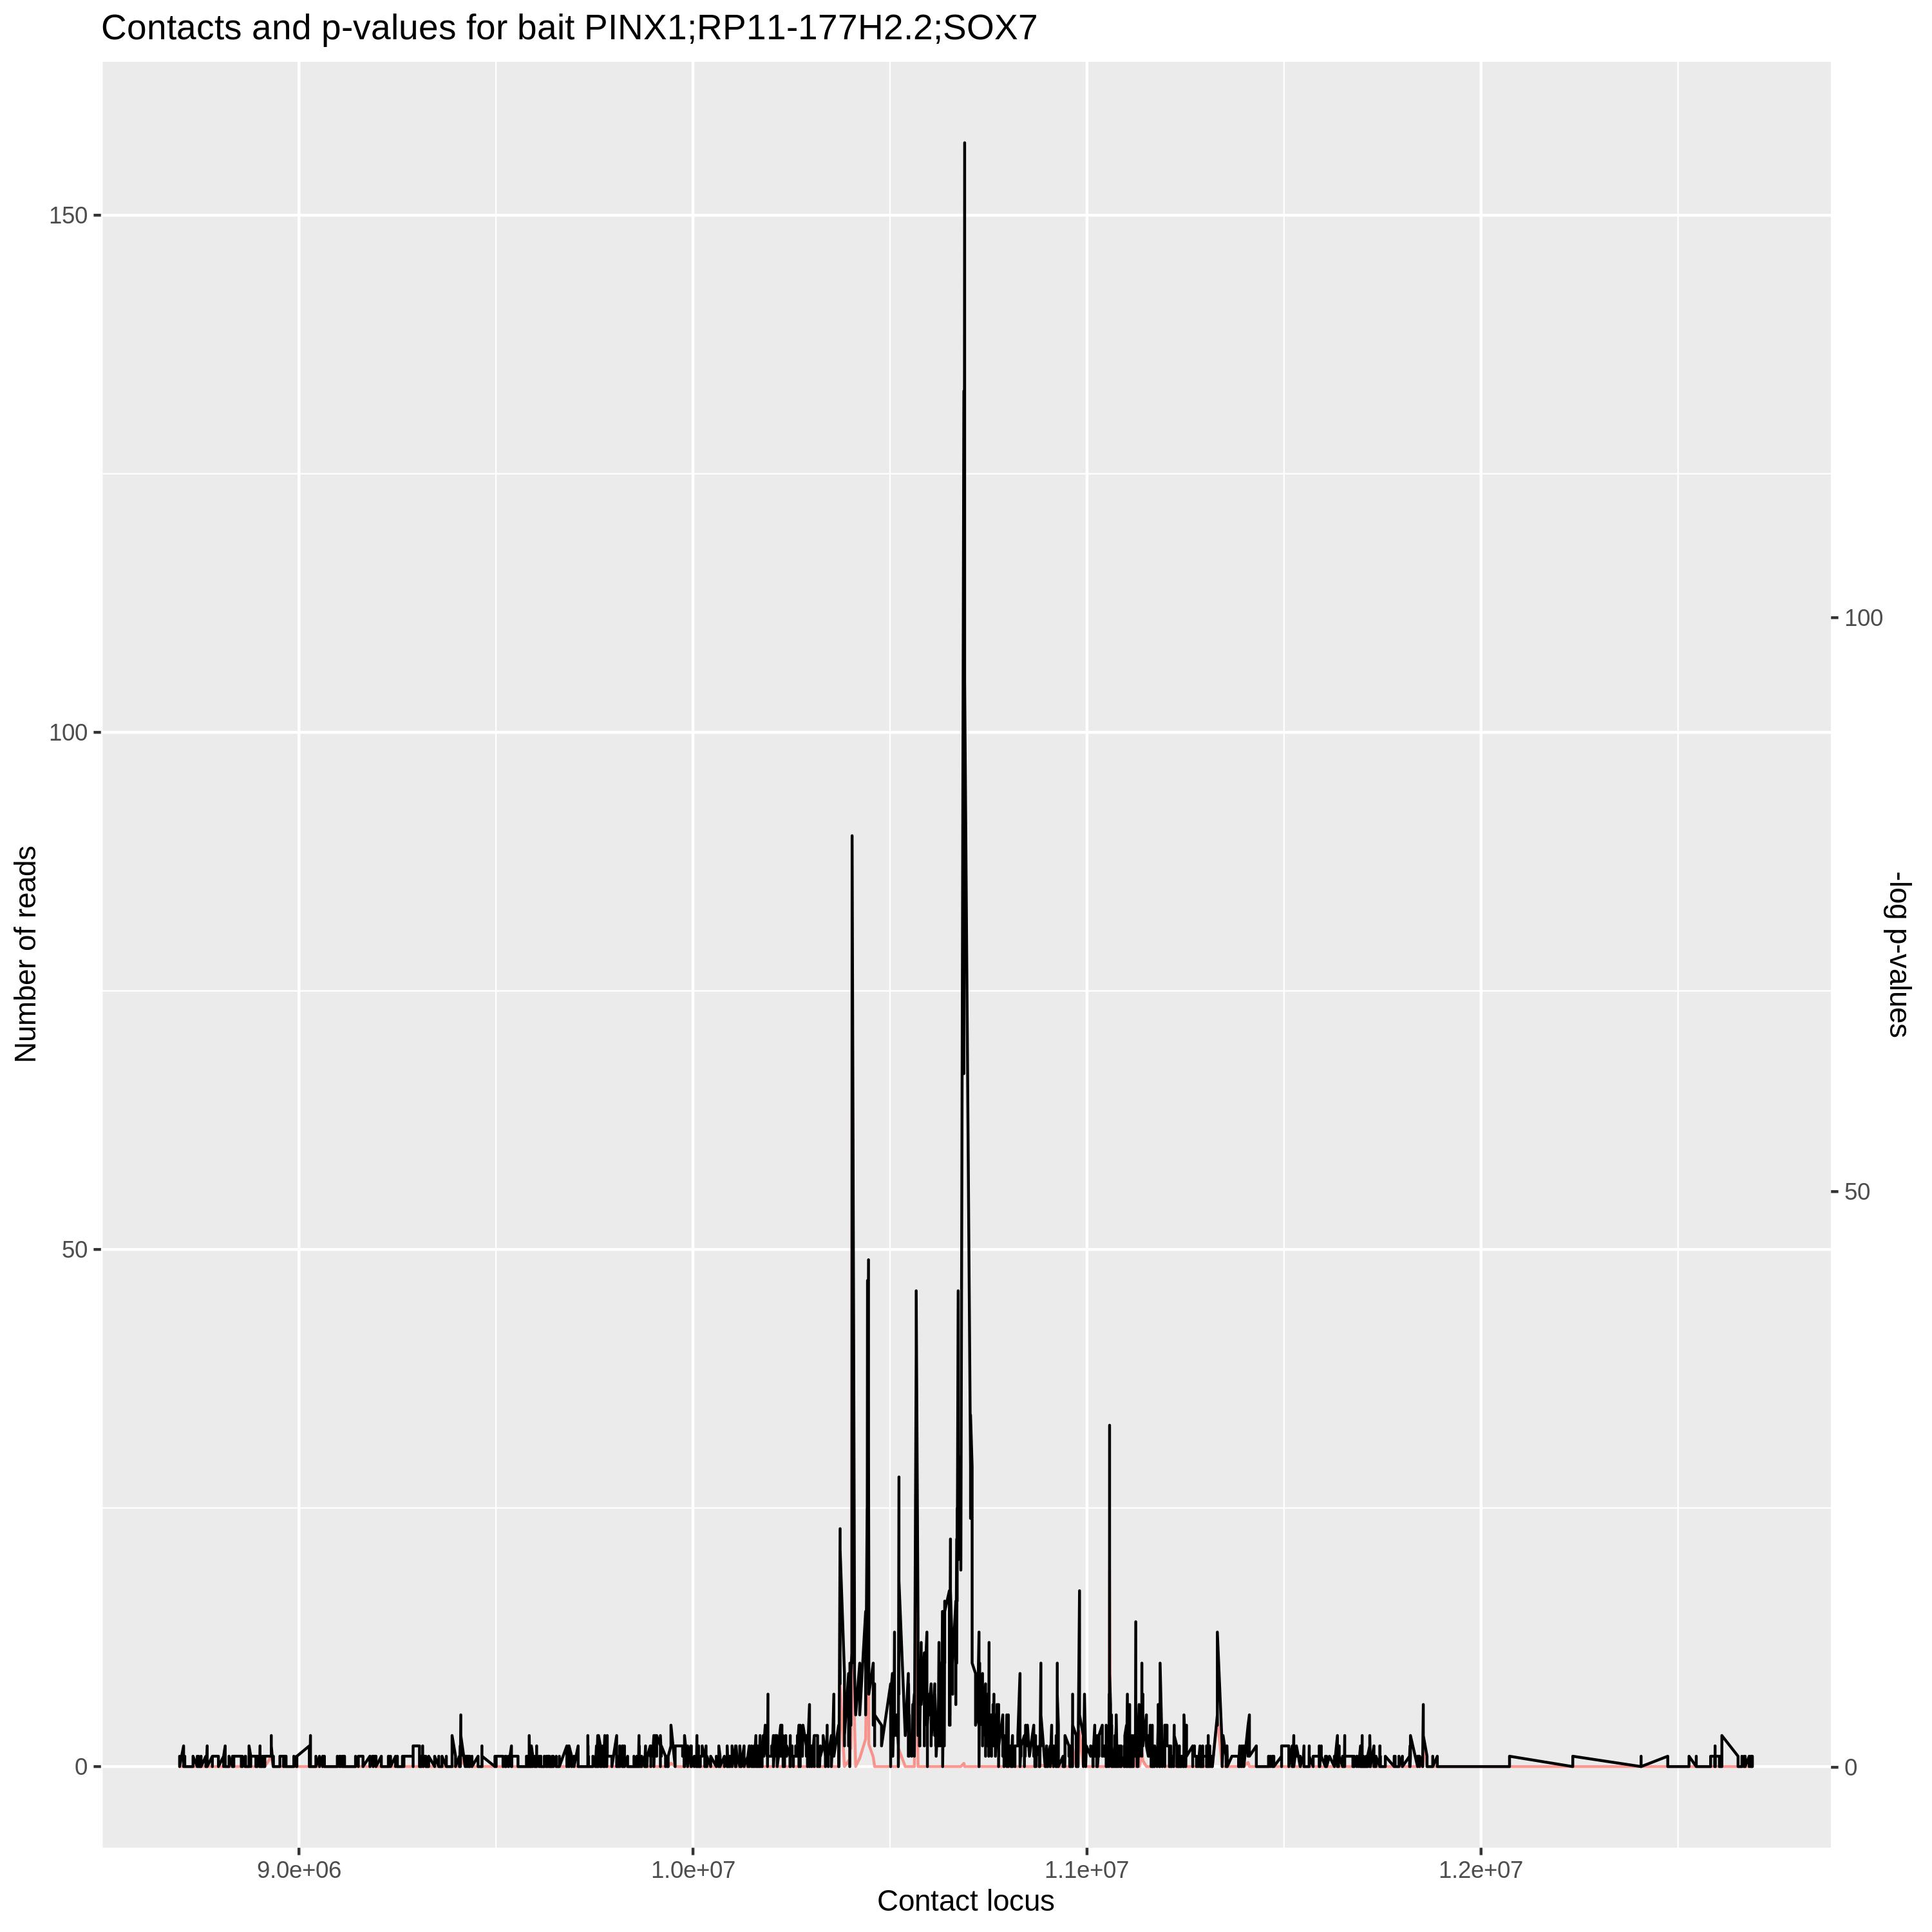 Contacts and p-values for bait PINX1;RP11-177H2.2;SOX7
150
100
50
0
Number of reads
100
50
0
-log p-values
9.0e+06
1.0e+07
1.1e+07
1.2e+07
Contact locus